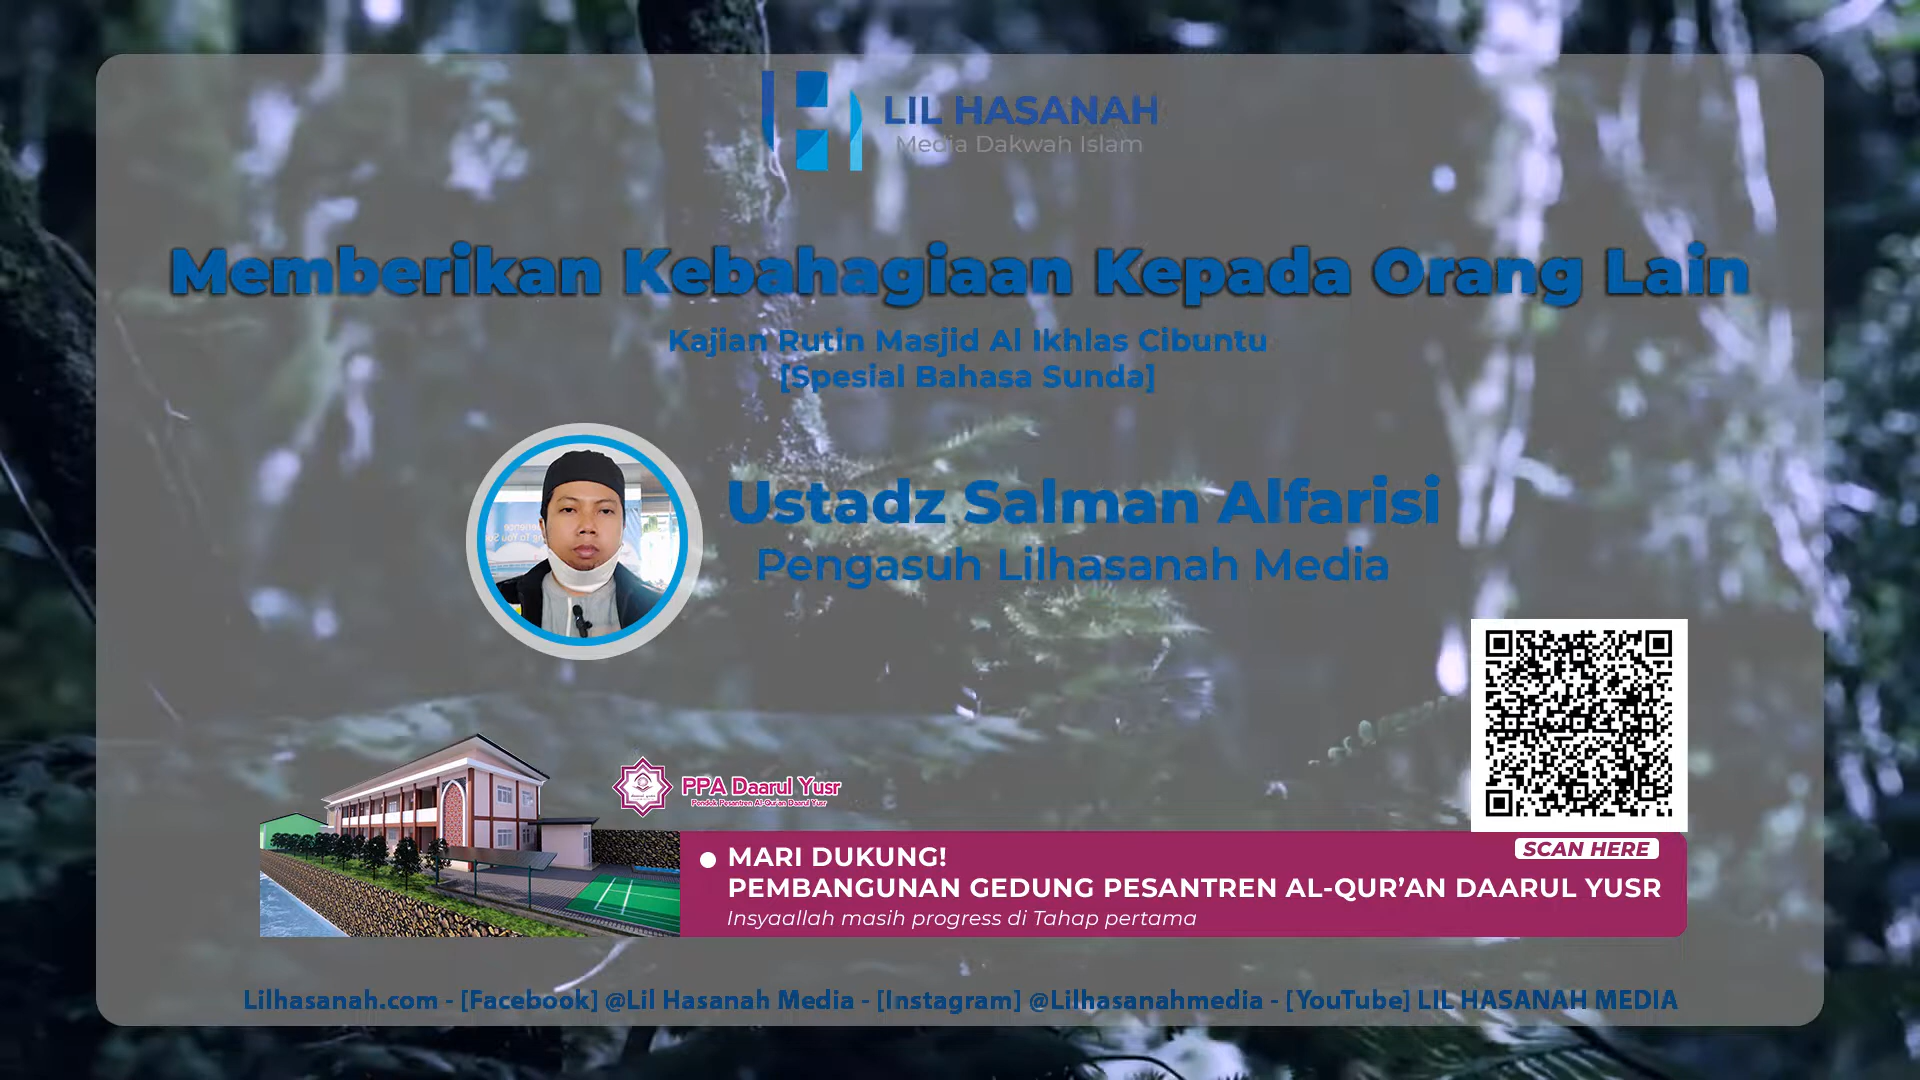 LIL HASANAH
Media Dakwah Islam
Memberikan Kebahagiaan Kepada Orang Lain
Kajian Rutin Masjid Al Ikhlas Cibuntu
[Spesial Bahasa Sunda]
Ustadz Salman Alfarisi
Pengasuh Lilhasanah Media
PPA Daarul Yusr
Pondok Pesantren Al-Qur'an Daarul Yusr
SCAN HERE
MARI DUKUNG!
PEMBANGUNAN GEDUNG PESANTREN AL-QUR'AN DAARUL YUSR
Insyaallah masih progress di Tahap pertama
Lilhasanah.com - [Facebook] @Lil Hasanah Media - [Instagram] @Lilhasanahmedia - [YouTube] LIL HASANAH MEDIA